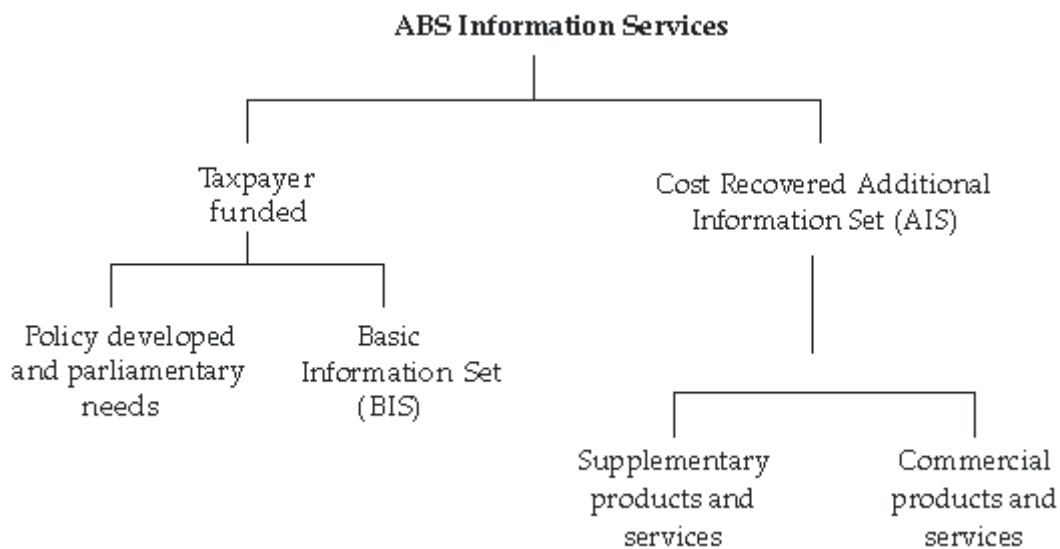 ABS Information Services
Taxpayer
funded
Cost Recovered Additional
Information Set (AIS)
Policy developed
and parliamentary
needs
Basic
Information Set
(BIS)
Supplementary
products and
services
Commercial
products and
services